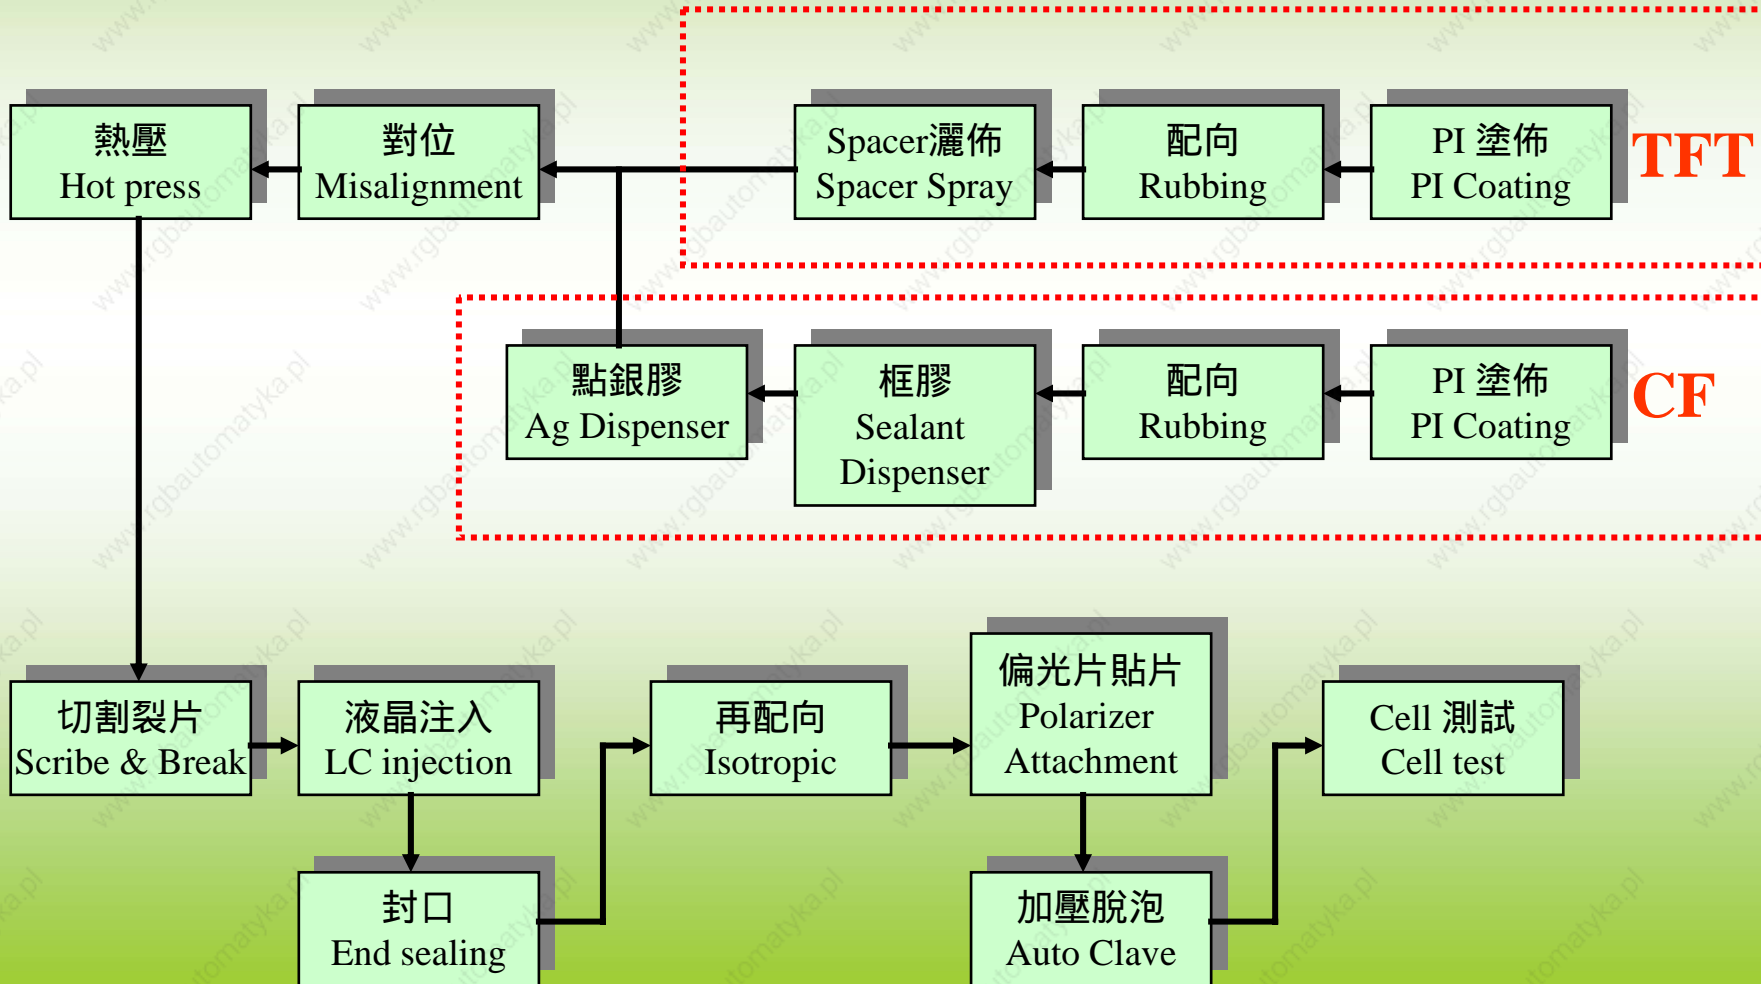 熱壓
Hot press
對位
Misalignment
Spacer灑佈
Spacer Spray
配向
Rubbing
PI 塗佈
PI Coating
TFT
點銀膠
Ag Dispenser
框膠
Sealant
Dispenser
配向
Rubbing
PI 塗佈
PI Coating
CF
切割裂片
Scribe & Break
液晶注入
LC injection
再配向
Isotropic
偏光片貼片
Polarizer
Attachment
Cell 測試
Cell test
封口
End sealing
加壓脫泡
Auto Clave
www.rgbautomatyka.pl